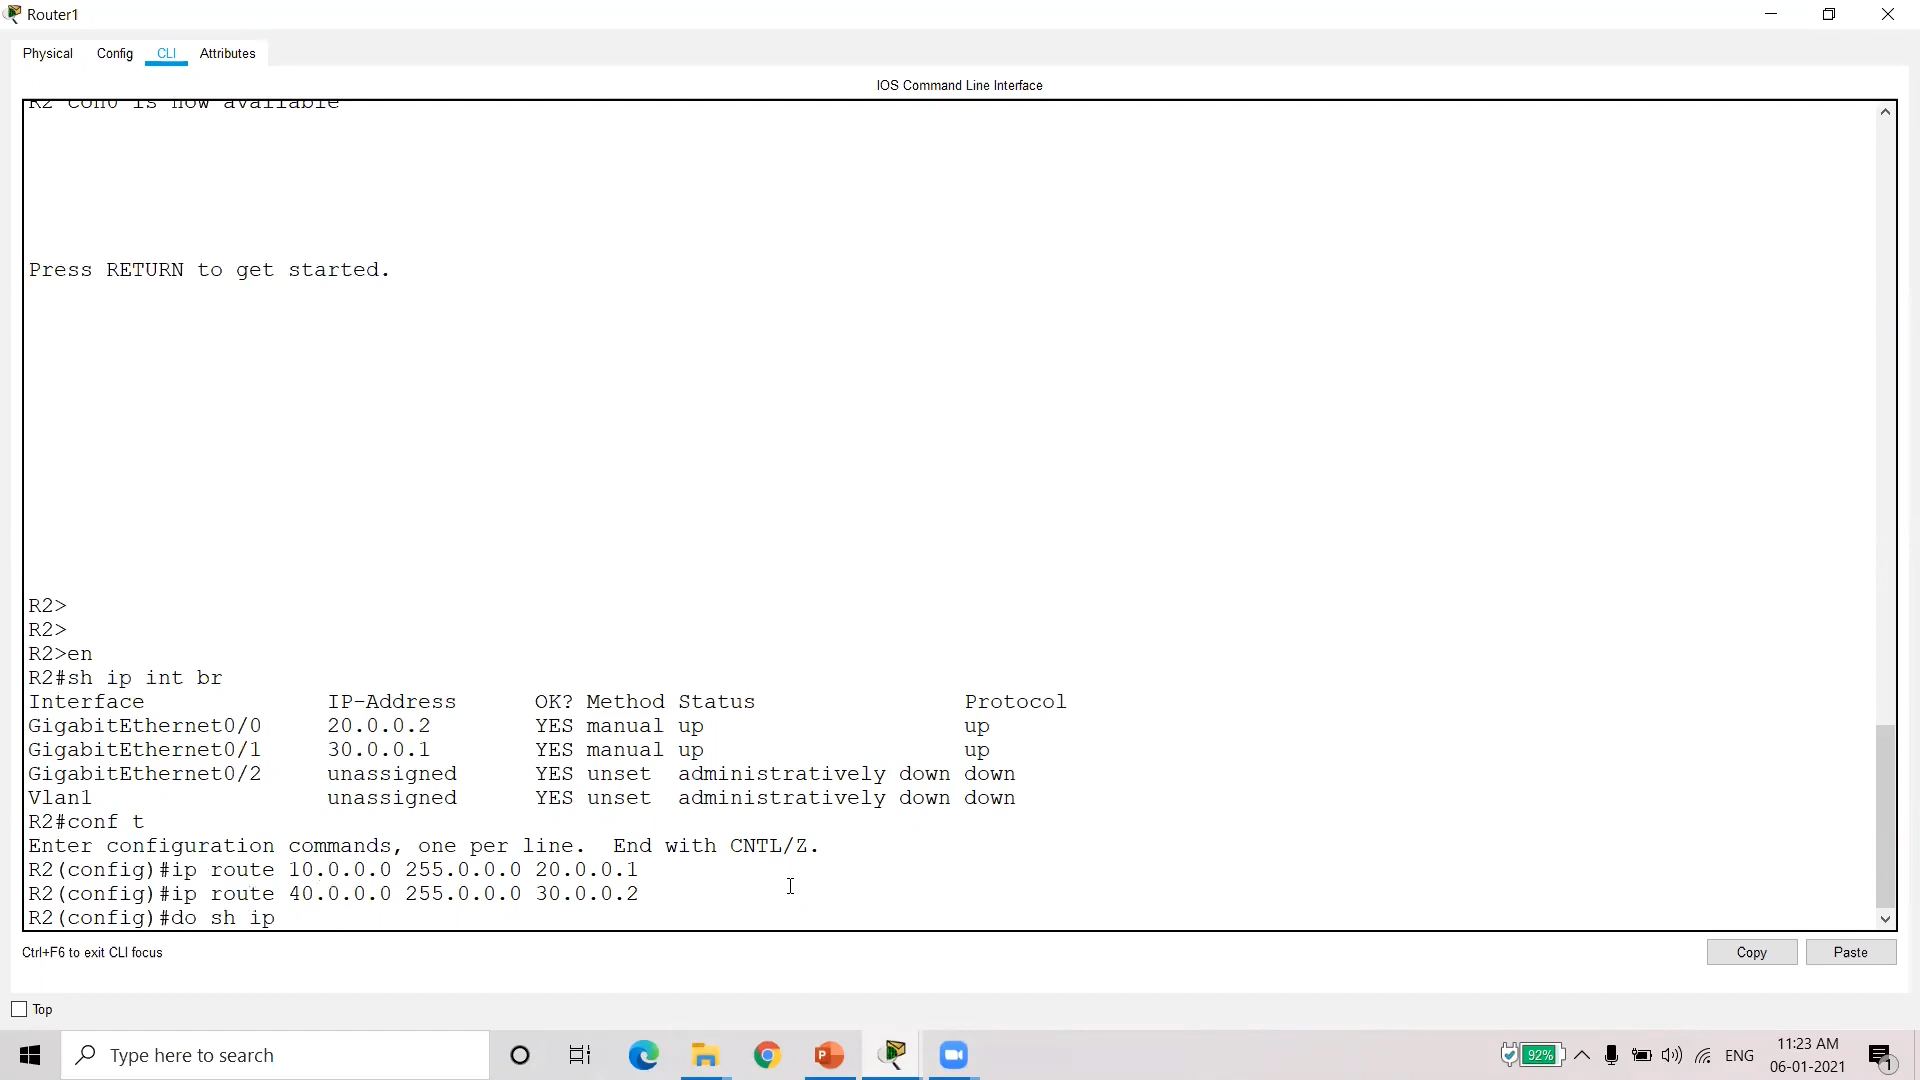 Router1
Physical Config CLI Attributes
IOS Command Line Interface
R2 con0 is now available
Press RETURN to get started.
R2>
R2>
R2>en
R2#sh ip int br
Interface IP-Address OK? Method Status Protocol
GigabitEthernet0/0 20.0.0.2 YES manual up up
GigabitEthernet0/1 30.0.0.1 YES manual up up
GigabitEthernet0/2 unassigned YES unset administratively down down
Vlan1 unassigned YES unset administratively down down
R2#conf t
Enter configuration commands, one per line. End with CNTL/Z.
R2(config)#ip route 10.0.0.0 255.0.0.0 20.0.0.1
R2(config)#ip route 40.0.0.0 255.0.0.0 30.0.0.2
R2(config)#do sh ip
Ctrl+F6 to exit CLI focus
Copy Paste
Top
Type here to search
92% ENG 11:23 AM
06-01-2021
1